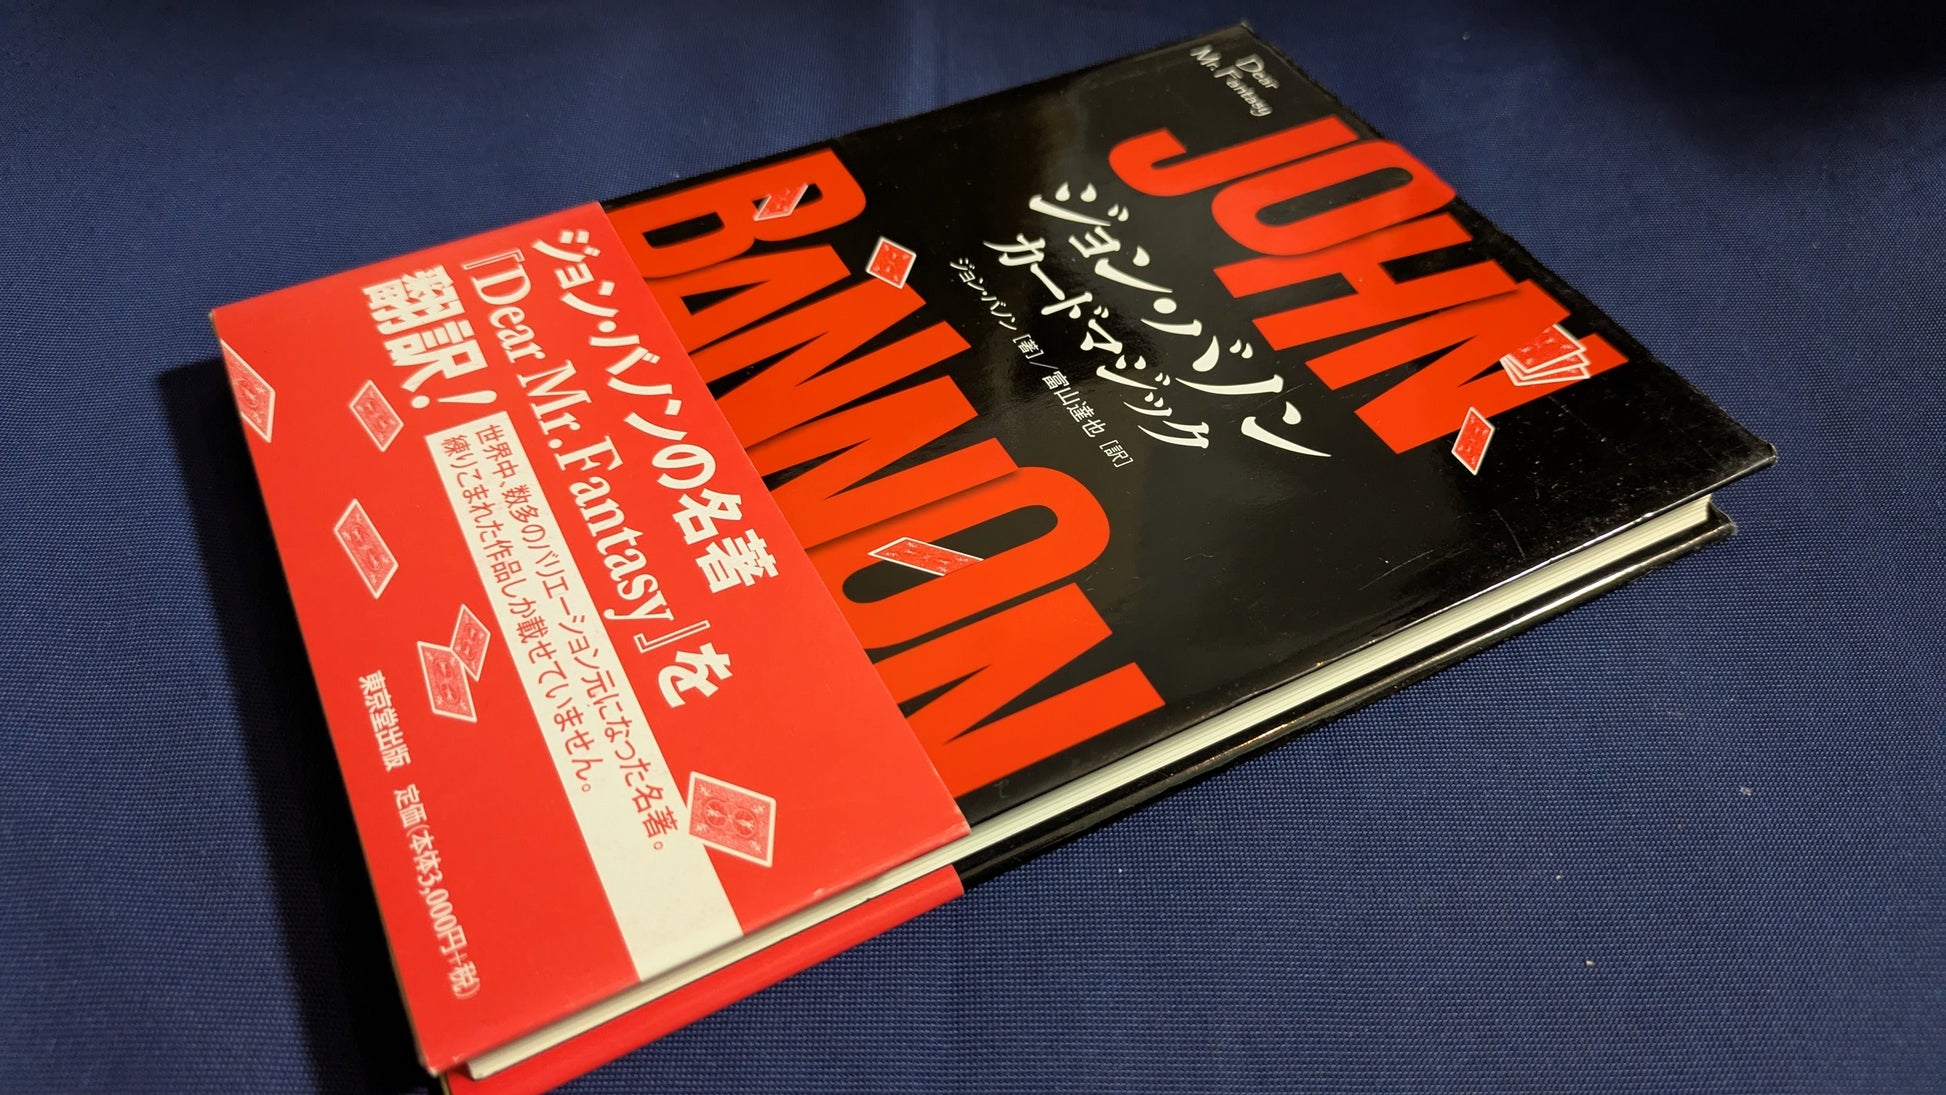 Dear
Mr. Fantasy
JOHN
ジョン・バノン
カードマジック
ジョン・バノン[著]/富山達也[訳]
BANNON
ジョン・バノンの名著
『Dear Mr.Fantasy』を
翻訳!
世界中、数多のバリエーション元になった名著。
練りこまれた作品しか載せていません。
東京堂出版 定価(本体3,000円+税)